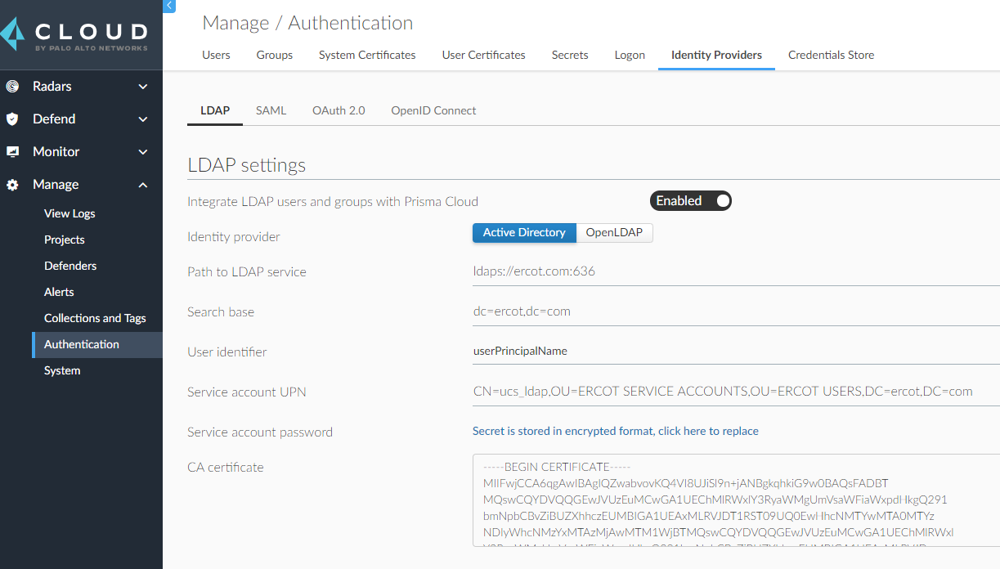 CLOUD
BY PALO ALTO NETWORKS
Manage / Authentication
Users Groups System Certificates User Certificates Secrets Logon Identity Providers Credentials Store
Radars
Defend
Monitor
Manage
View Logs
Projects
Defenders
Alerts
Collections and Tags
Authentication
System
LDAP SAML OAuth 2.0 OpenID Connect
LDAP settings
Integrate LDAP users and groups with Prisma Cloud Enabled
Identity provider Active Directory OpenLDAP
Path to LDAP service ldaps://ercot.com:636
Search base dc=ercot,dc=com
User identifier userPrincipalName
Service account UPN CN=ucs_ldap,OU=ERCOT SERVICE ACCOUNTS,OU=ERCOT USERS,DC=ercot,DC=com
Service account password Secret is stored in encrypted format, click here to replace
CA certificate
-----BEGIN CERTIFICATE-----
MIIFwjCCA6qgAwIBAgIQZwabvovKQ4VI8UJiSl9n+jANBgkqhkiG9w0BAQsFADBT
MQswCQYDVQQGEwJVUzEuMCwGA1UEChMlRWxlY3RyaWMgUmVsaWFiaWxpdHkgQ291
bmNpbCBvZiBUZXhhczEUMBIGA1UEAxMLRVJDT1RST09UQ0EwHhcNMTYwMTA0MTYz
NDIyWhcNMzYxMTAzMjAwMTM1WjBTMQswCQYDVQQGEwJVUzEuMCwGA1UEChMlRWxl